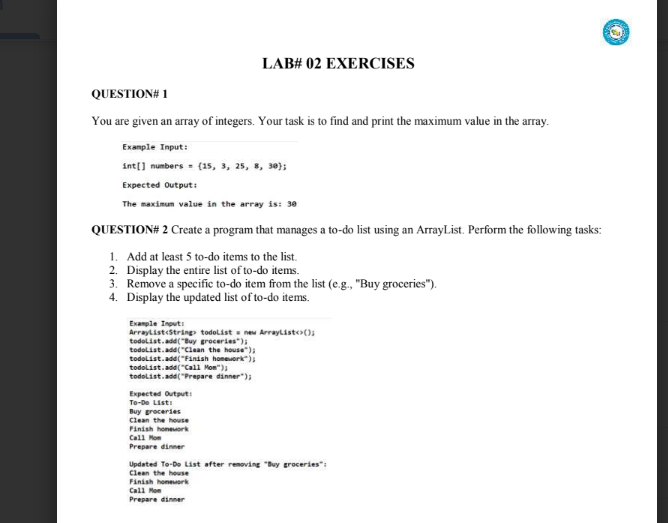 LAB# 02 EXERCISES
QUESTION# 1
You are given an array of integers. Your task is to find and print the maximum value in the array.
Example Input:
int[] numbers = {15, 3, 25, 8, 30};
Expected Output:
The maximum value in the array is: 30
QUESTION# 2 Create a program that manages a to-do list using an ArrayList. Perform the following tasks:
1. Add at least 5 to-do items to the list.
2. Display the entire list of to-do items.
3. Remove a specific to-do item from the list (e.g., "Buy groceries").
4. Display the updated list of to-do items.
Example Input:
ArrayList<String> todoList = new ArrayList<>();
todoList.add("Buy groceries");
todoList.add("Clean the house");
todoList.add("Finish homework");
todoList.add("Call Mom");
todoList.add("Prepare dinner");
Expected Output:
To-Do List:
Buy groceries
Clean the house
Finish homework
Call Mom
Prepare dinner
Updated To-Do List after removing "Buy groceries":
Clean the house
Finish homework
Call Mom
Prepare dinner